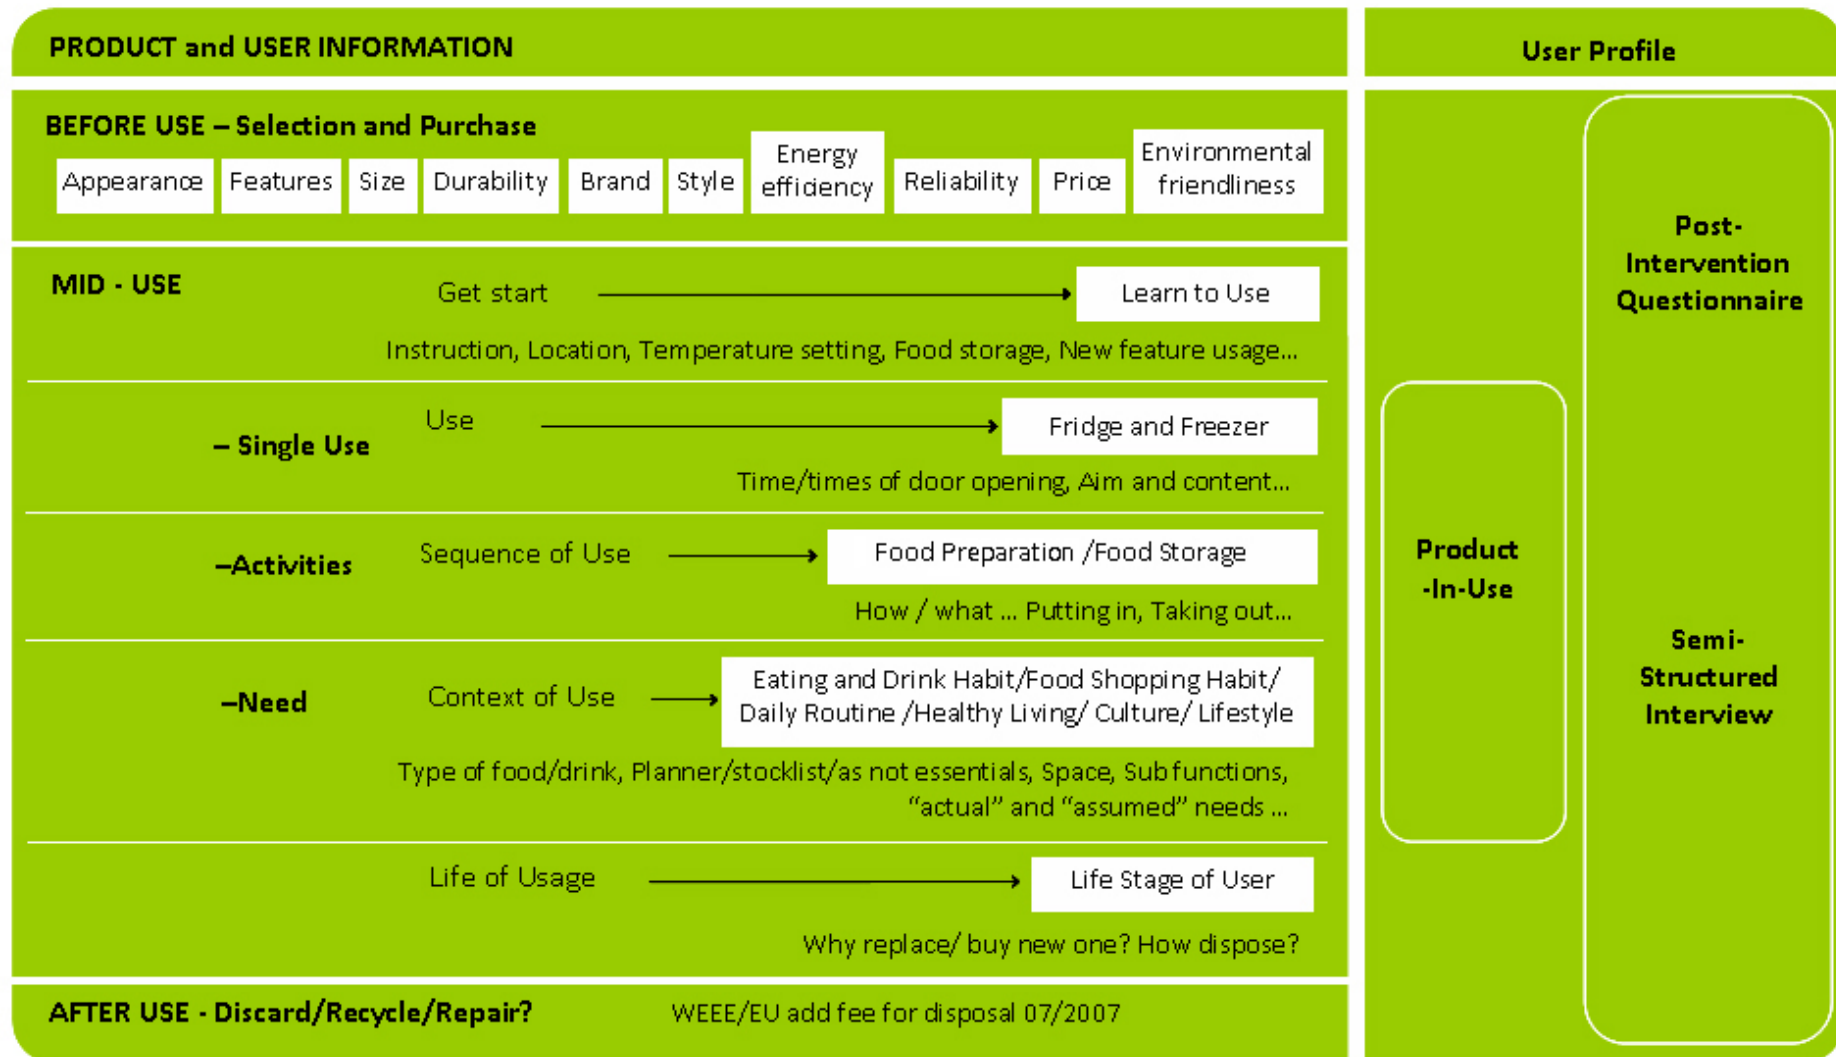 PRODUCT and USER INFORMATION
User Profile
BEFORE USE – Selection and Purchase
Appearance
Features
Size
Durability
Brand
Style
Energy
efficiency
Reliability
Price
Environmental
friendliness
MID - USE
Get start
Learn to Use
Instruction, Location, Temperature setting, Food storage, New feature usage...
– Single Use
Use
Fridge and Freezer
Time/times of door opening, Aim and content...
–Activities
Sequence of Use
Food Preparation /Food Storage
How / what ... Putting in, Taking out...
–Need
Context of Use
Eating and Drink Habit/Food Shopping Habit/
Daily Routine /Healthy Living/ Culture/ Lifestyle
Type of food/drink, Planner/stocklist/as not essentials, Space, Sub functions,
“actual” and “assumed” needs ...
Life of Usage
Life Stage of User
Why replace/ buy new one? How dispose?
AFTER USE - Discard/Recycle/Repair?
WEEE/EU add fee for disposal 07/2007
Product
-In-Use
Post-
Intervention
Questionnaire
Semi-
Structured
Interview